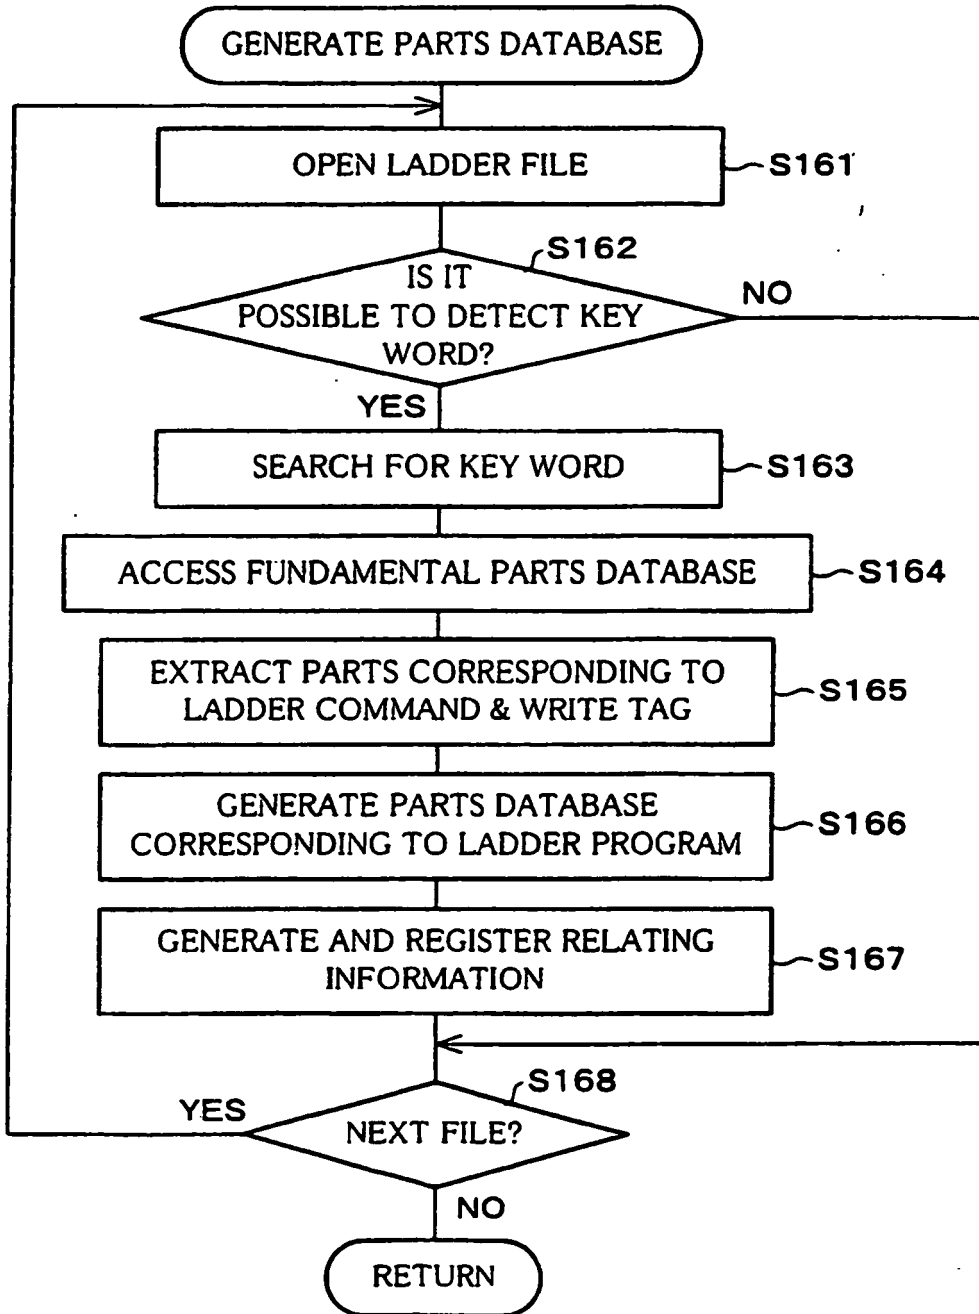 GENERATE PARTS DATABASE
OPEN LADDER FILE
S161
S162
IS IT
POSSIBLE TO DETECT KEY
WORD?
NO
YES
SEARCH FOR KEY WORD
S163
ACCESS FUNDAMENTAL PARTS DATABASE
S164
EXTRACT PARTS CORRESPONDING TO
LADDER COMMAND & WRITE TAG
S165
GENERATE PARTS DATABASE
CORRESPONDING TO LADDER PROGRAM
S166
GENERATE AND REGISTER RELATING
INFORMATION
S167
S168
YES
NEXT FILE?
NO
RETURN